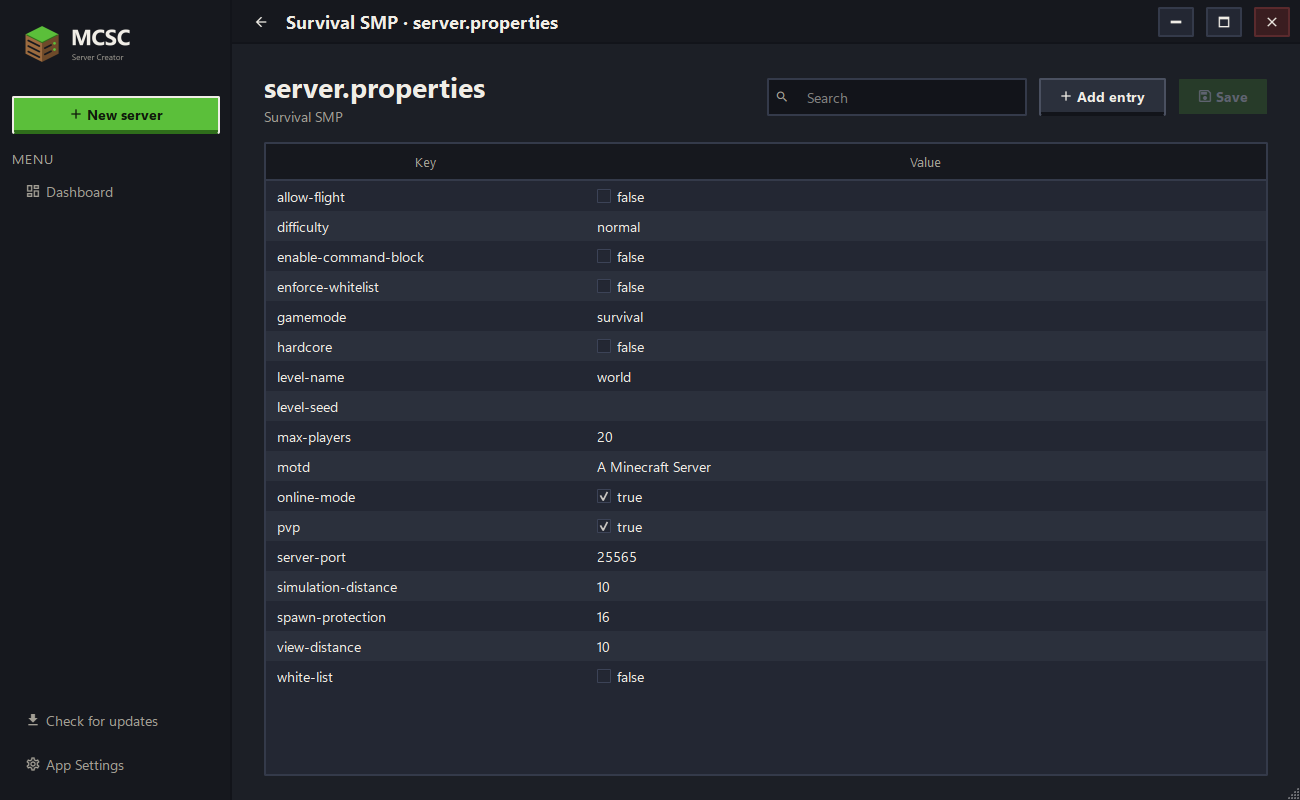 MCSC
Server Creator
+ New server
MENU
Dashboard
Check for updates
App Settings
Survival SMP · server.properties
server.properties
Survival SMP
Search
+ Add entry
Save
Key Value
allow-flight false
difficulty normal
enable-command-block false
enforce-whitelist false
gamemode survival
hardcore false
level-name world
level-seed
max-players 20
motd A Minecraft Server
online-mode true
pvp true
server-port 25565
simulation-distance 10
spawn-protection 16
view-distance 10
white-list false